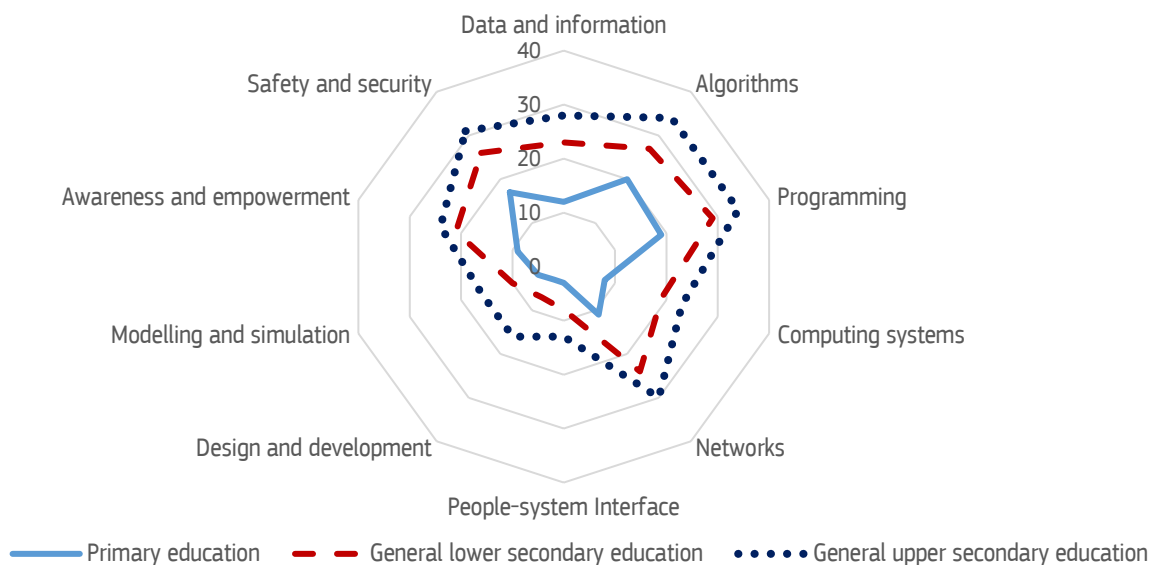 Data and information
40
Safety and security
Algorithms
30
20
Awareness and empowerment
Programming
10
0
Modelling and simulation
Computing systems
Design and development
Networks
People-system Interface
Primary education
General lower secondary education
General upper secondary education